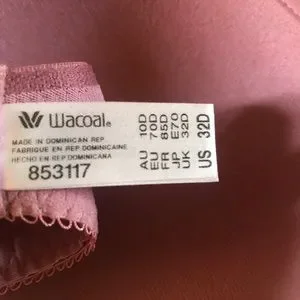 Wacoal®
MADE IN DOMINICAN REP
FABRIQUE EN REP DOMINICAINE
HECHO EN REP.DOMINICANA
853117
AU 10D
EU 70D
FR 85D
JP E70
UK 32D
US 32D